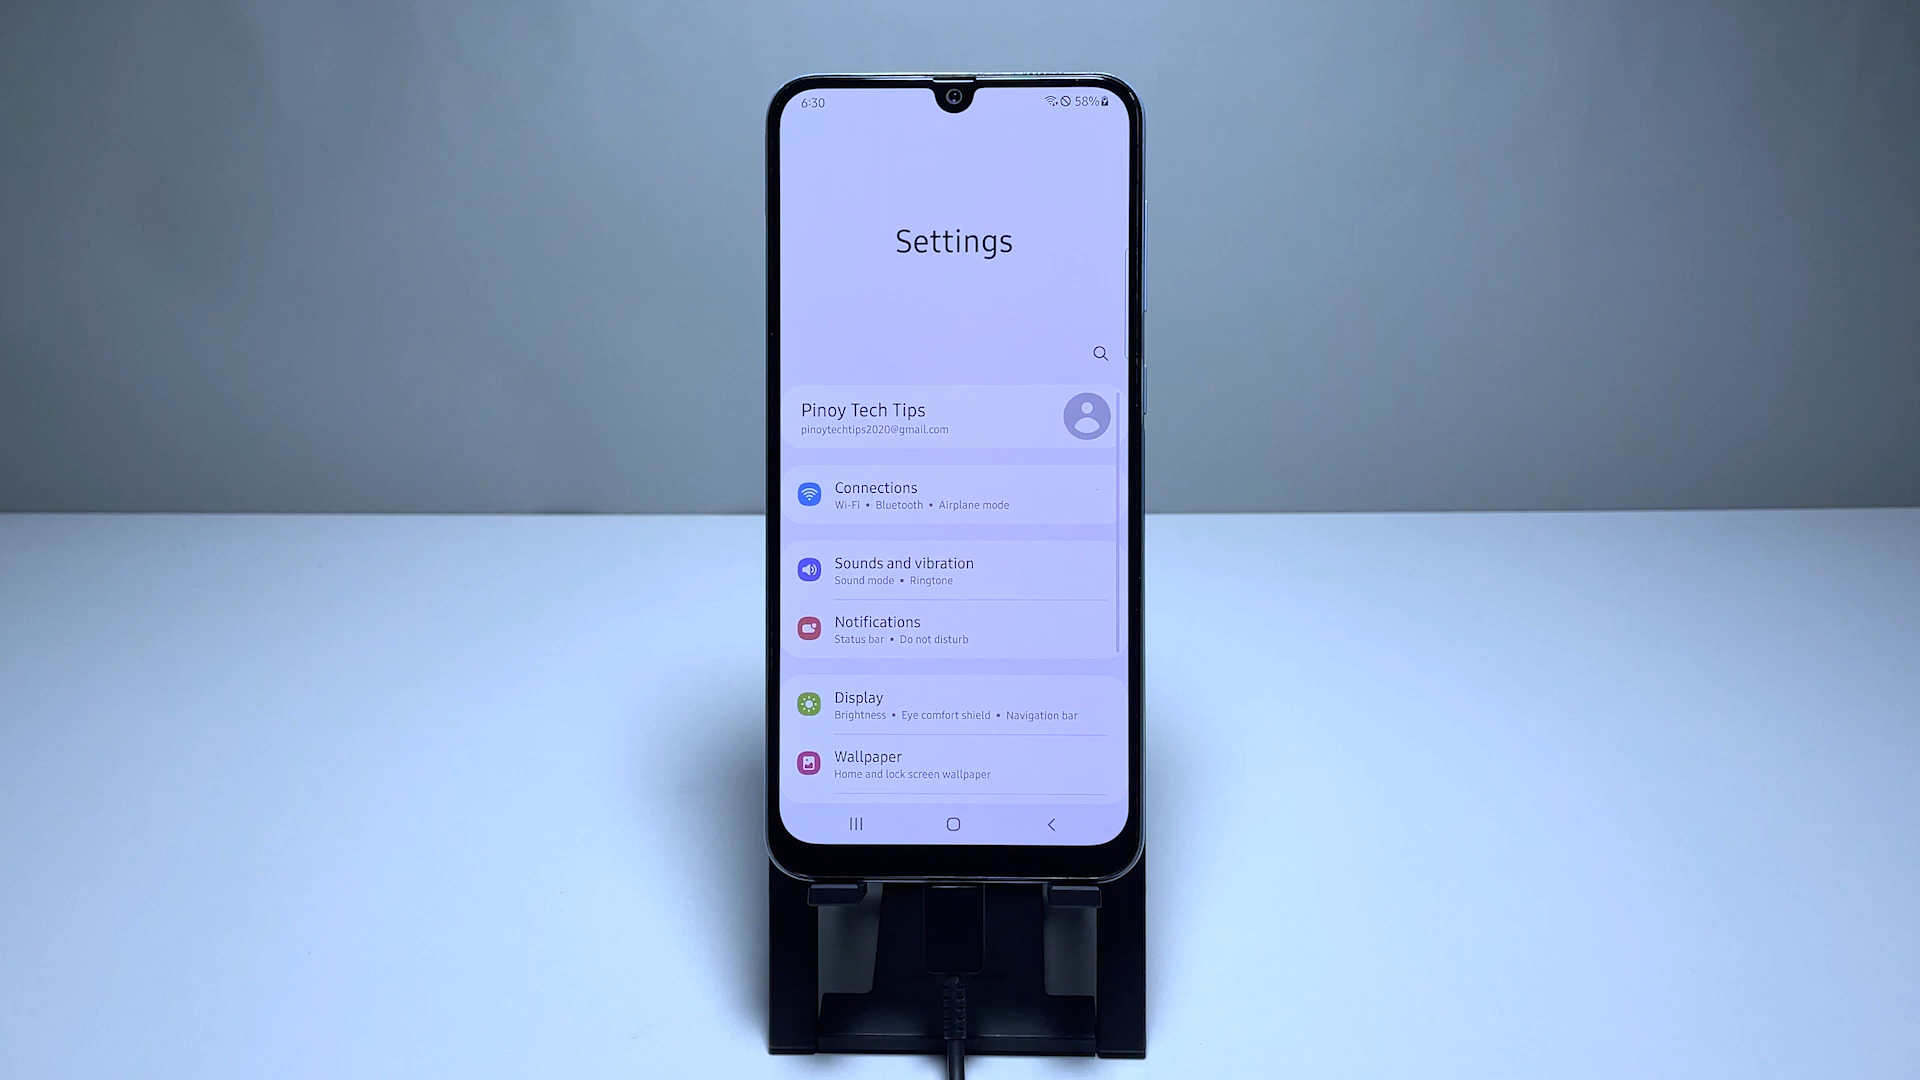 6:30 58%
Settings
Pinoy Tech Tips
pinoytechtips2020@gmail.com
Connections
Wi-Fi • Bluetooth • Airplane mode
Sounds and vibration
Sound mode • Ringtone
Notifications
Status bar • Do not disturb
Display
Brightness • Eye comfort shield • Navigation bar
Wallpaper
Home and lock screen wallpaper